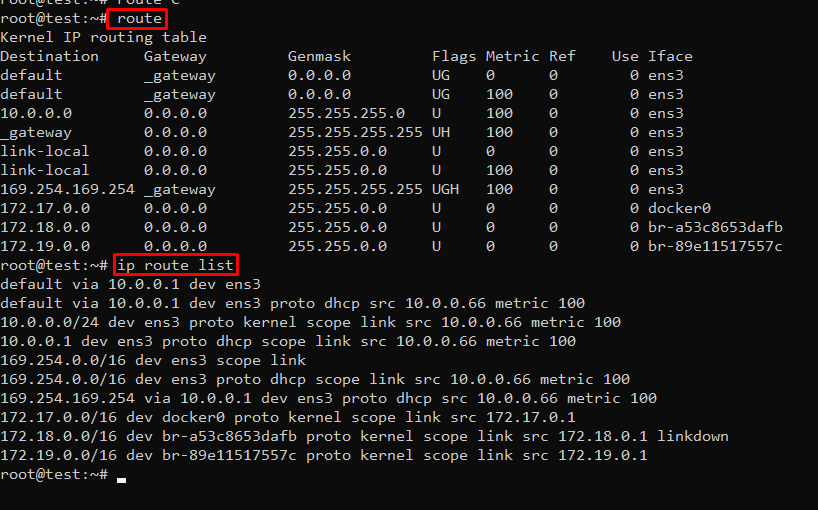 route C
root@test:~# route
Kernel IP routing table
Destination     Gateway         Genmask         Flags Metric Ref    Use Iface
default         _gateway        0.0.0.0         UG    0      0        0 ens3
default         _gateway        0.0.0.0         UG    100    0        0 ens3
10.0.0.0        0.0.0.0         255.255.255.0   U     100    0        0 ens3
_gateway        0.0.0.0         255.255.255.255 UH    100    0        0 ens3
link-local      0.0.0.0         255.255.0.0     U     0      0        0 ens3
link-local      0.0.0.0         255.255.0.0     U     100    0        0 ens3
169.254.169.254 _gateway        255.255.255.255 UGH   100    0        0 ens3
172.17.0.0      0.0.0.0         255.255.0.0     U     0      0        0 docker0
172.18.0.0      0.0.0.0         255.255.0.0     U     0      0        0 br-a53c8653dafb
172.19.0.0      0.0.0.0         255.255.0.0     U     0      0        0 br-89e11517557c
root@test:~# ip route list
default via 10.0.0.1 dev ens3
default via 10.0.0.1 dev ens3 proto dhcp src 10.0.0.66 metric 100
10.0.0.0/24 dev ens3 proto kernel scope link src 10.0.0.66 metric 100
10.0.0.1 dev ens3 proto dhcp scope link src 10.0.0.66 metric 100
169.254.0.0/16 dev ens3 scope link
169.254.0.0/16 dev ens3 proto dhcp scope link src 10.0.0.66 metric 100
169.254.169.254 via 10.0.0.1 dev ens3 proto dhcp src 10.0.0.66 metric 100
172.17.0.0/16 dev docker0 proto kernel scope link src 172.17.0.1
172.18.0.0/16 dev br-a53c8653dafb proto kernel scope link src 172.18.0.1 linkdown
172.19.0.0/16 dev br-89e11517557c proto kernel scope link src 172.19.0.1
root@test:~#